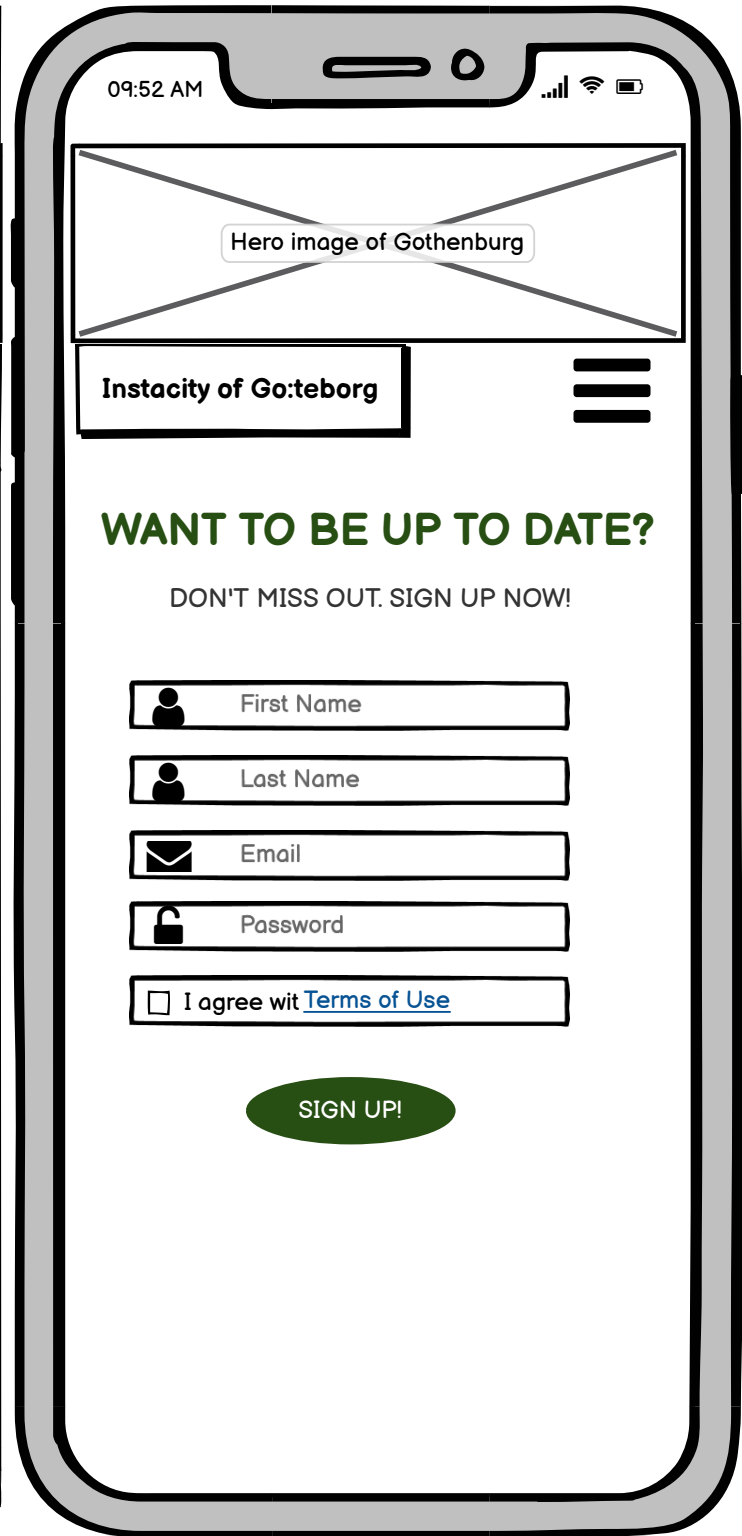 09:52 AM
Hero image of Gothenburg
Instacity of Go:teborg
WANT TO BE UP TO DATE?
DON'T MISS OUT. SIGN UP NOW!
First Name
Last Name
Email
Password
I agree wit Terms of Use
SIGN UP!